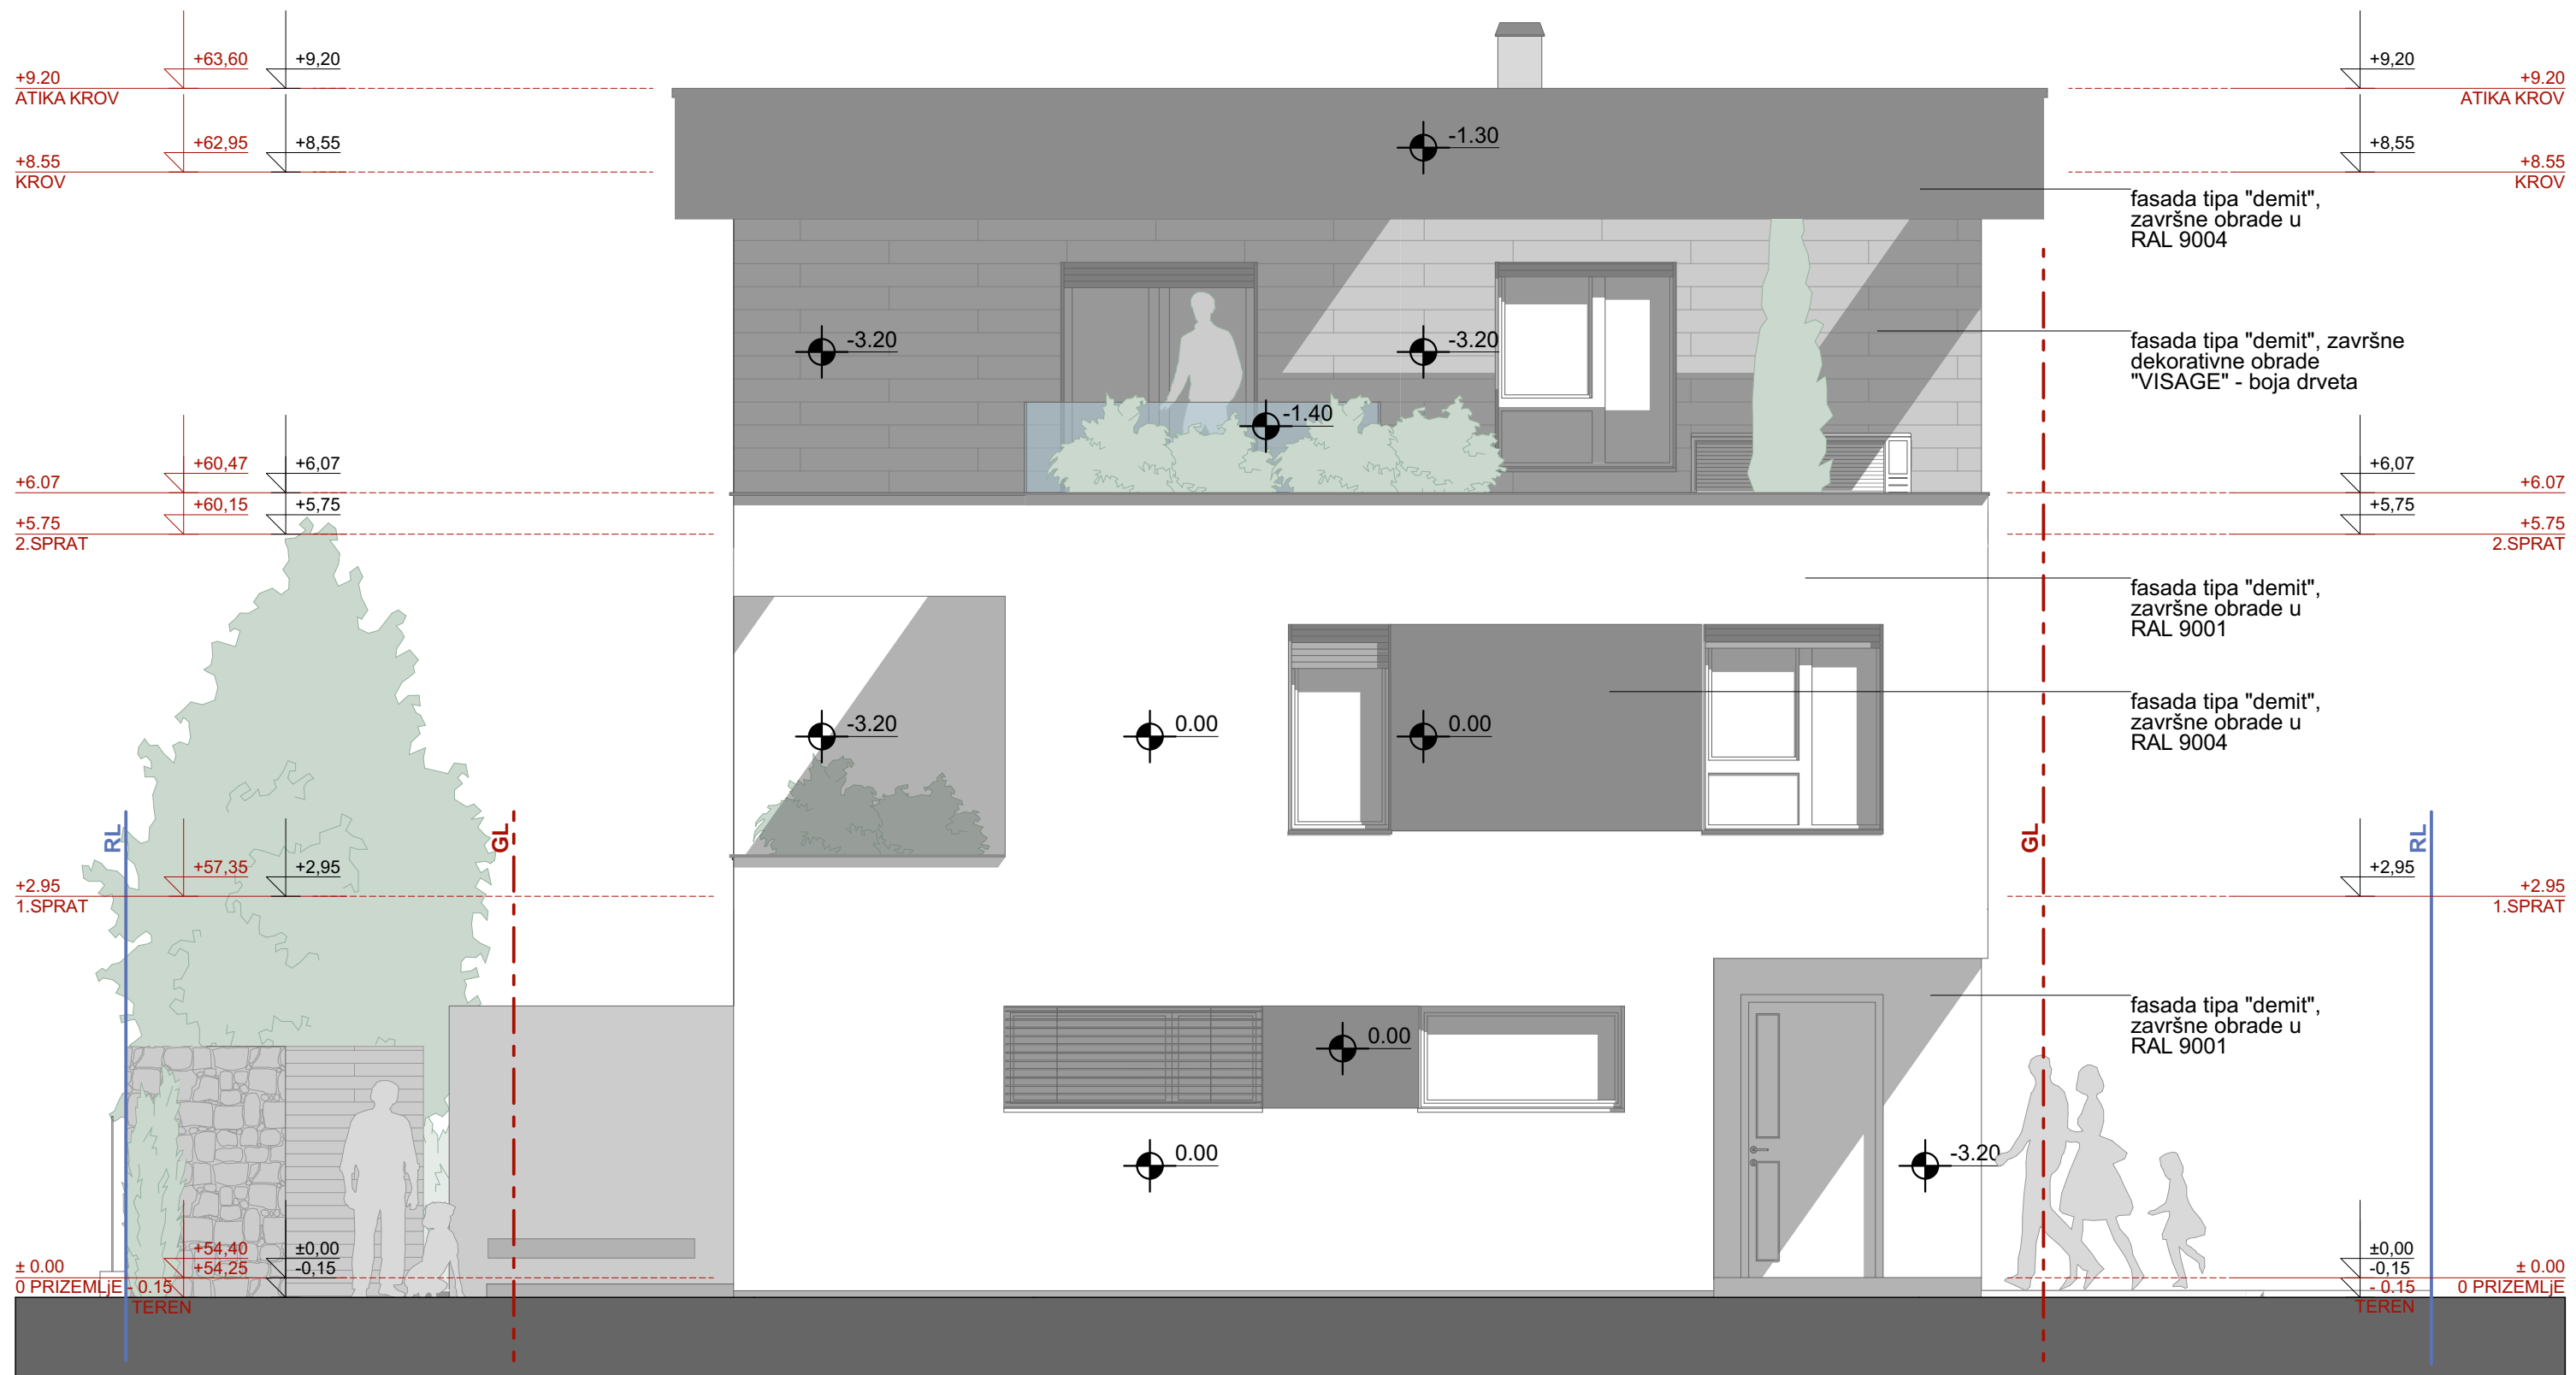 +63,60
+9,20
+9,20
+9.20
ATIKA KROV
+9.20
ATIKA KROV
+62,95
+8,55
-1.30
+8,55
+8.55
KROV
+8.55
KROV
fasada tipa "demit",
završne obrade u
RAL 9004
-3.20
-3.20
fasada tipa "demit", završne
dekorativne obrade
"VISAGE" - boja drveta
-1.40
+60,47
+6,07
+6,07
+6.07
+6.07
+60,15
+5,75
+5,75
+5.75
2.SPRAT
+5.75
2.SPRAT
fasada tipa "demit",
završne obrade u
RAL 9001
fasada tipa "demit",
završne obrade u
RAL 9004
-3.20
0.00
0.00
RL
GL
GL
RL
+57,35
+2,95
+2,95
+2.95
1.SPRAT
+2.95
1.SPRAT
fasada tipa "demit",
završne obrade u
RAL 9001
0.00
0.00
-3.20
+54,40
±0,00
±0,00
+54,25
-0,15
-0,15
± 0.00
0 PRIZEMLjE
- 0.15
TEREN
± 0.00
0 PRIZEMLjE
- 0.15
TEREN